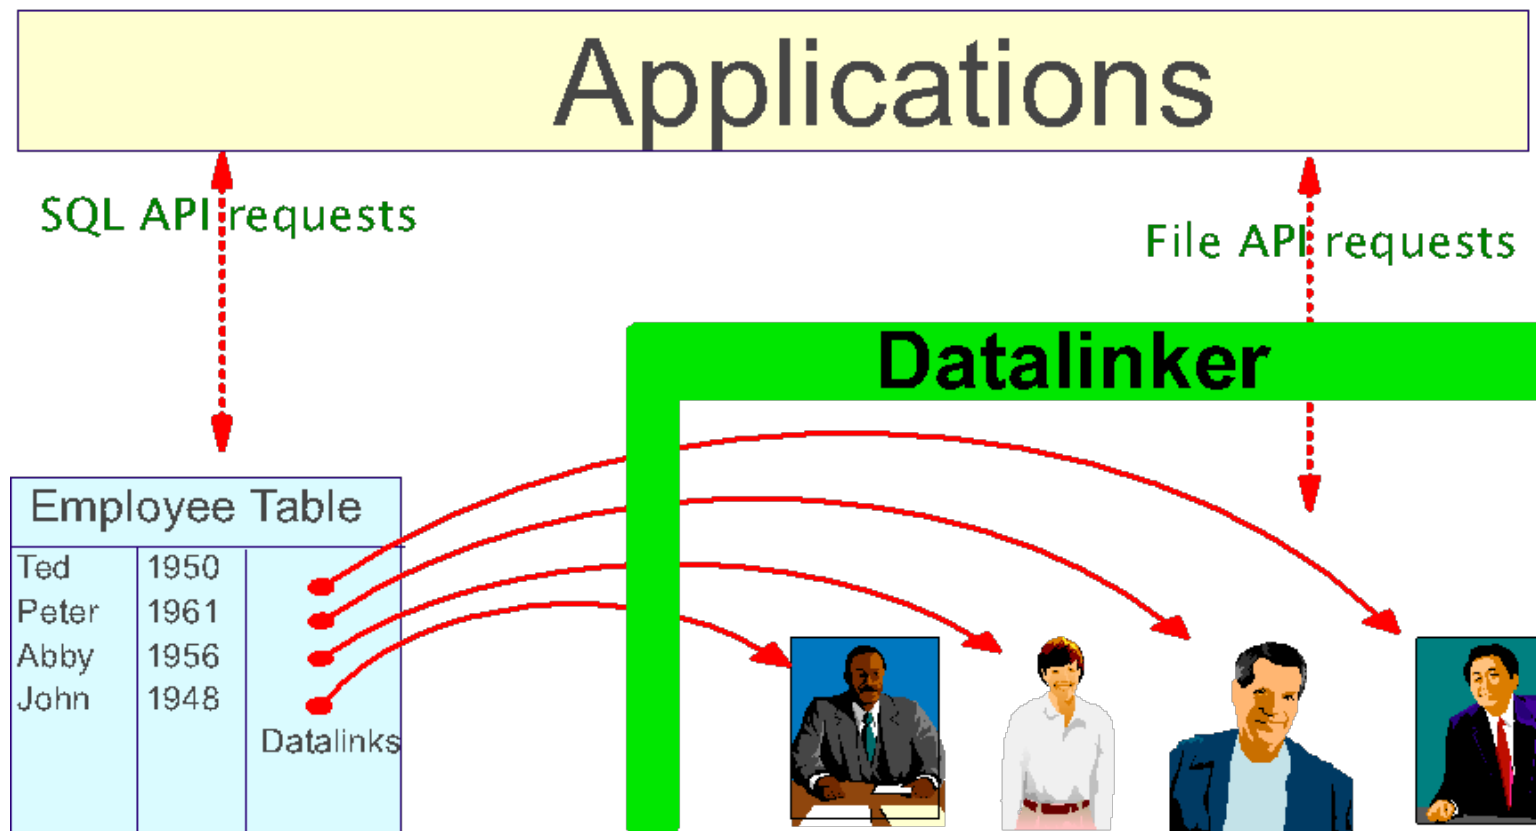 Applications
SQL API requests
File API requests
Datalinker
Employee Table
Ted 1950
Peter 1961
Abby 1956
John 1948
Datalinks